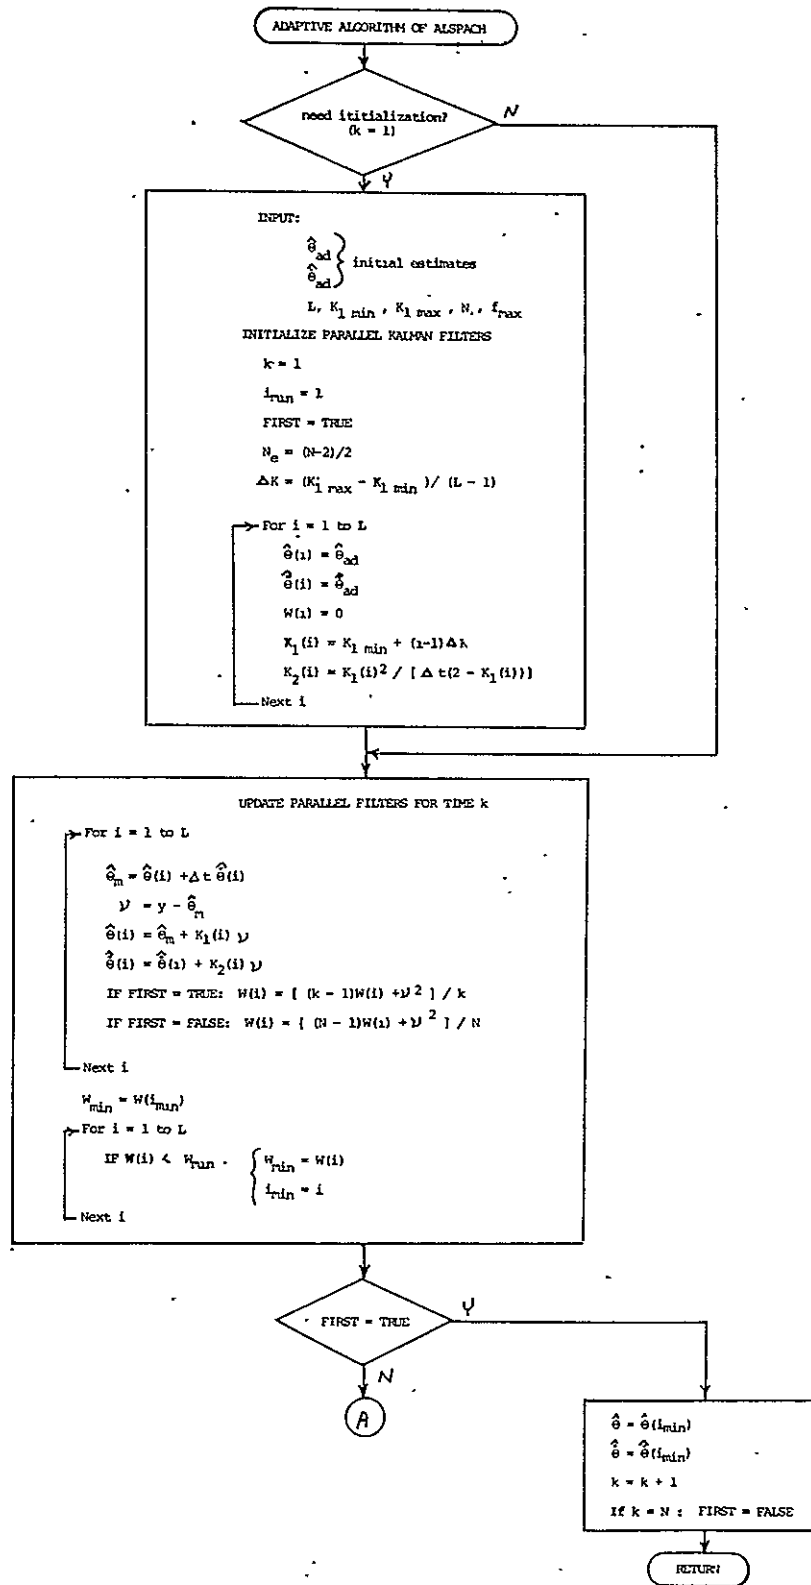 ADAPTIVE ALGORITHM OF ALSPACH
need ititialization?
(k = 1)
N
Y
INPUT:
θ̂ad
θ̂ad
} initial estimates
L, K1 min , K1 max , N, fmax
INITIALIZE PARALLEL KALMAN FILTERS
k = 1
imin = 1
FIRST = TRUE
Ne = (N-2)/2
ΔK = (K1 max - K1 min )/ (L - 1)
For i = 1 to L
θ̂(i) = θ̂ad
θ̇̂(i) = θ̇̂ad
W(i) = 0
K1(i) = K1 min + (i-1)ΔK
K2(i) = K1(i)² / [ Δt(2 - K1(i))]
Next i
UPDATE PARALLEL FILTERS FOR TIME k
For i = 1 to L
θ̂m = θ̂(i) + Δt θ̇̂(i)
ν = y - θ̂m
θ̂(i) = θ̂m + K1(i) ν
θ̇̂(i) = θ̇̂(i) + K2(i) ν
IF FIRST = TRUE: W(i) = [ (k - 1)W(i) + ν² ] / k
IF FIRST = FALSE: W(i) = [ (N - 1)W(i) + ν² ] / N
Next i
Wmin = W(imin)
For i = 1 to L
IF W(i) < Wmin . { Wmin = W(i)
imin = i
Next i
FIRST = TRUE
Y
N
A
θ̂ = θ̂(imin)
θ̇̂ = θ̇̂(imin)
k = k + 1
If k = N : FIRST = FALSE
RETURN